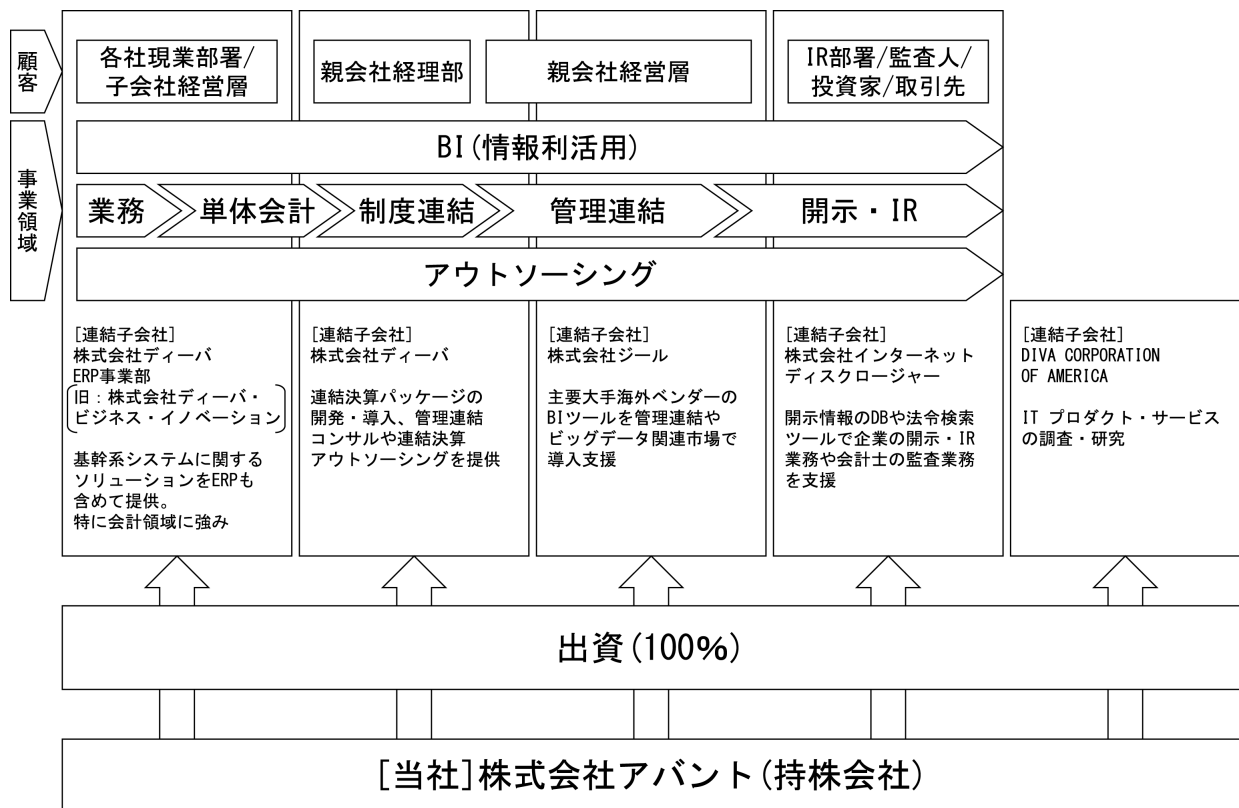 顧客
各社現業部署/
子会社経営層
親会社経理部
親会社経営層
IR部署/監査人/
投資家/取引先
事業領域
BI(情報利活用)
業務
単体会計
制度連結
管理連結
開示・IR
アウトソーシング
[連結子会社]
株式会社ディーバ
ERP事業部
旧:株式会社ディーバ・
ビジネス・イノベーション
基幹系システムに関する
ソリューションをERPも
含めて提供。
特に会計領域に強み
[連結子会社]
株式会社ディーバ
連結決算パッケージの
開発・導入、管理連結
コンサルや連結決算
アウトソーシングを提供
[連結子会社]
株式会社ジール
主要大手海外ベンダーの
BIツールを管理連結や
ビッグデータ関連市場で
導入支援
[連結子会社]
株式会社インターネット
ディスクロージャー
開示情報のDBや法令検索
ツールで企業の開示・IR
業務や会計士の監査業務
を支援
[連結子会社]
DIVA CORPORATION
OF AMERICA
IT プロダクト・サービス
の調査・研究
出資(100%)
[当社]株式会社アバント(持株会社)